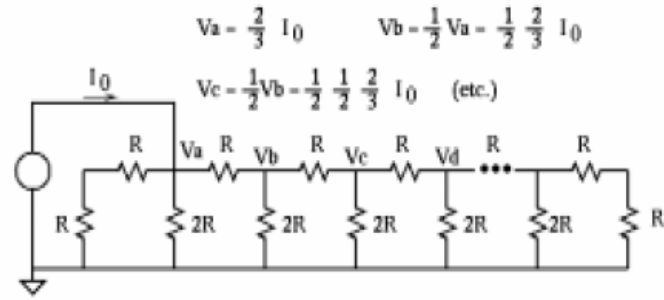 Va = 2/3 I0 Vb = 1/2 Va = 1/2 2/3 I0
Vc = 1/2 Vb = 1/2 1/2 2/3 I0 (etc.)
I0
R Va R Vb R Vc R Vd R R
R 2R 2R 2R 2R 2R R